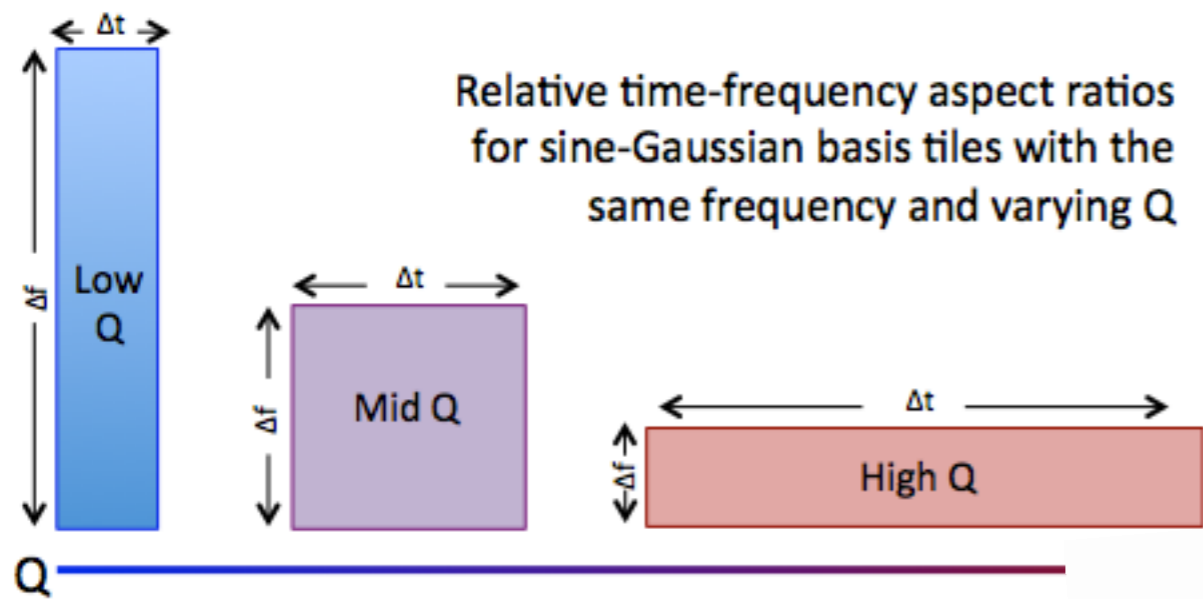 Δt
Relative time-frequency aspect ratios
for sine-Gaussian basis tiles with the
same frequency and varying Q
Δf
Low
Q
Δt
Δf
Mid Q
Δt
Δf
High Q
Q